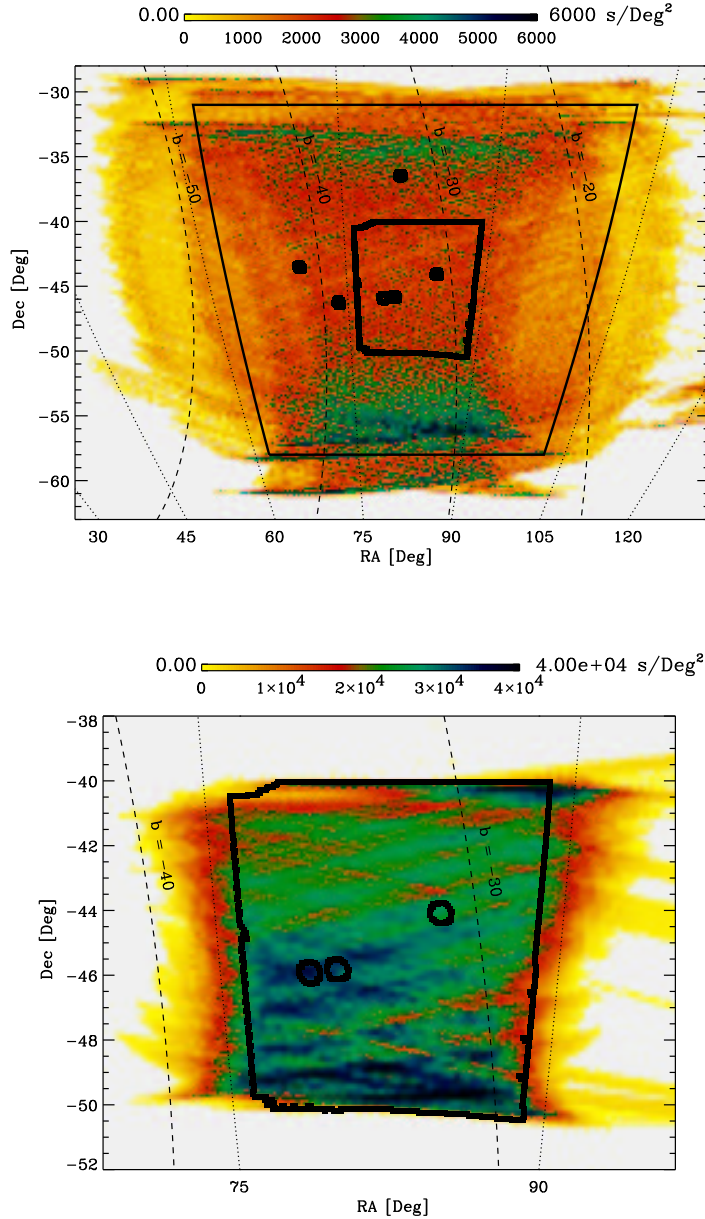 0.00 6000 s/Deg²
0 1000 2000 3000 4000 5000 6000
-30
-35
-40
-45
-50
-55
-60
Dec [Deg]
b = -50
b = -40
b = -30
b = -20
30 45 60 75 90 105 120
RA [Deg]
0.00 4.00e+04 s/Deg²
0 1×10⁴ 2×10⁴ 3×10⁴ 4×10⁴
-38
-40
-42
-44
-46
-48
-50
-52
Dec [Deg]
b = -40
b = -30
75 90
RA [Deg]